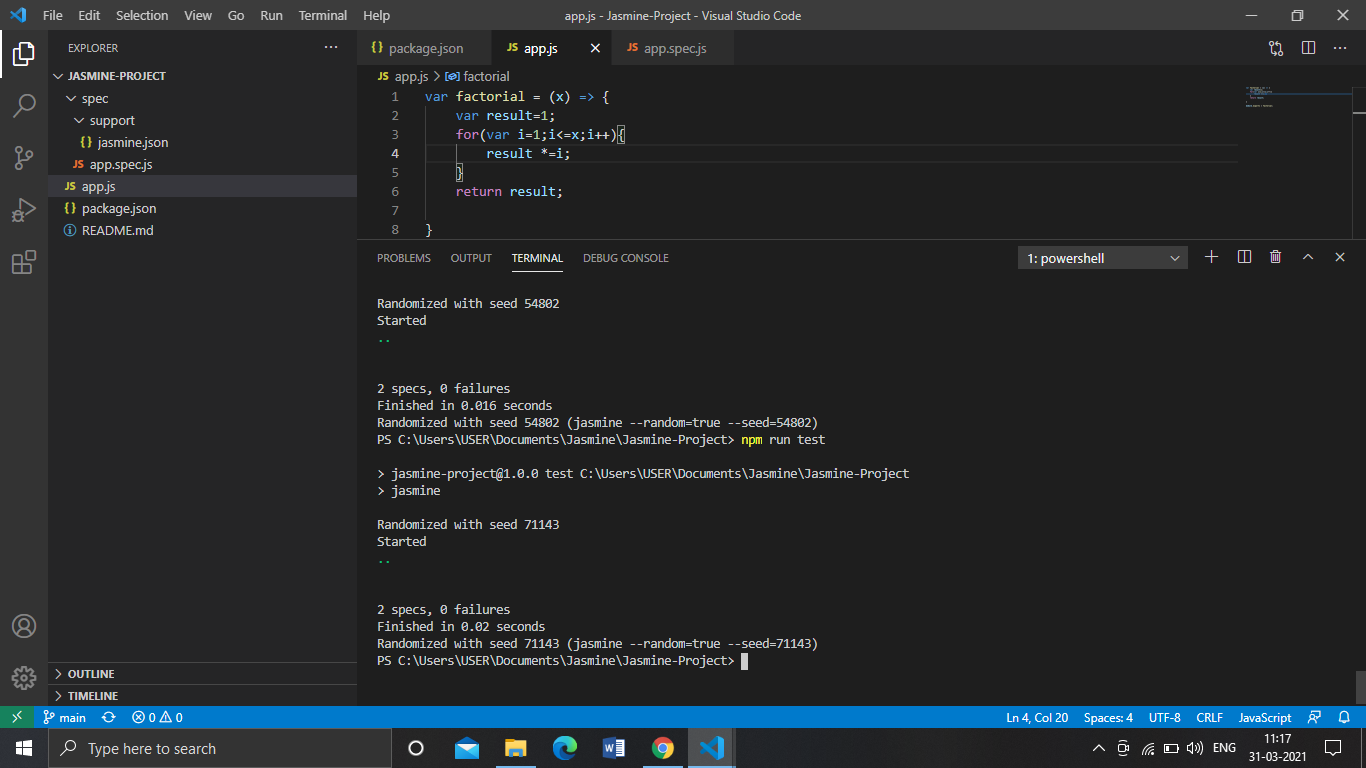 File Edit Selection View Go Run Terminal Help
app.js - Jasmine-Project - Visual Studio Code
EXPLORER
JASMINE-PROJECT
spec
support
{} jasmine.json
JS app.spec.js
JS app.js
{} package.json
README.md
OUTLINE
TIMELINE
{} package.json JS app.js JS app.spec.js
JS app.js > factorial
1 var factorial = (x) => {
2 var result=1;
3 for(var i=1;i<=x;i++){
4 result *=i;
5 }
6 return result;
7
8 }
PROBLEMS OUTPUT TERMINAL DEBUG CONSOLE
1: powershell
Randomized with seed 54802
Started
..
2 specs, 0 failures
Finished in 0.016 seconds
Randomized with seed 54802 (jasmine --random=true --seed=54802)
PS C:\Users\USER\Documents\Jasmine\Jasmine-Project> npm run test
> jasmine-project@1.0.0 test C:\Users\USER\Documents\Jasmine\Jasmine-Project
> jasmine
Randomized with seed 71143
Started
..
2 specs, 0 failures
Finished in 0.02 seconds
Randomized with seed 71143 (jasmine --random=true --seed=71143)
PS C:\Users\USER\Documents\Jasmine\Jasmine-Project>
main 0 0
Ln 4, Col 20 Spaces: 4 UTF-8 CRLF JavaScript
Type here to search
ENG
11:17
31-03-2021